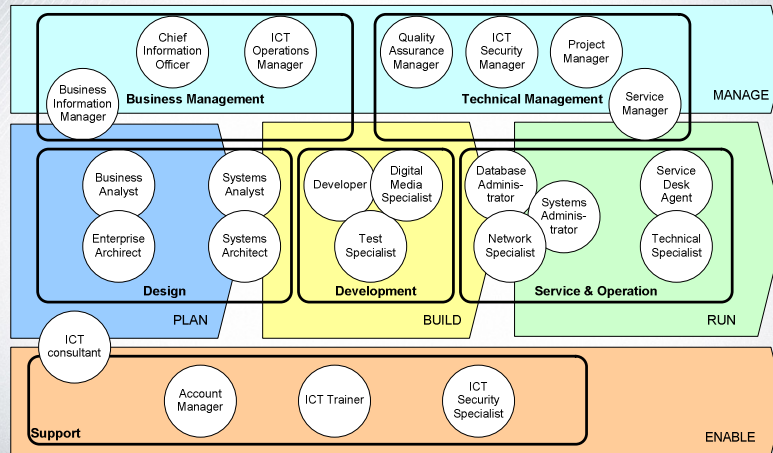 Chief
Information
Officer
ICT
Operations
Manager
Quality
Assurance
Manager
ICT
Security
Manager
Project
Manager
Business
Information
Manager
Business Management
Technical Management
Service
Manager
MANAGE
Business
Analyst
Systems
Analyst
Developer
Digital
Media
Specialist
Database
Adminis-
trator
Systems
Adminis-
trator
Service
Desk
Agent
Enterprise
Archirect
Systems
Architect
Test
Specialist
Network
Specialist
Technical
Specialist
Design
Development
Service & Operation
PLAN
BUILD
RUN
ICT
consultant
Account
Manager
ICT Trainer
ICT
Security
Specialist
Support
ENABLE